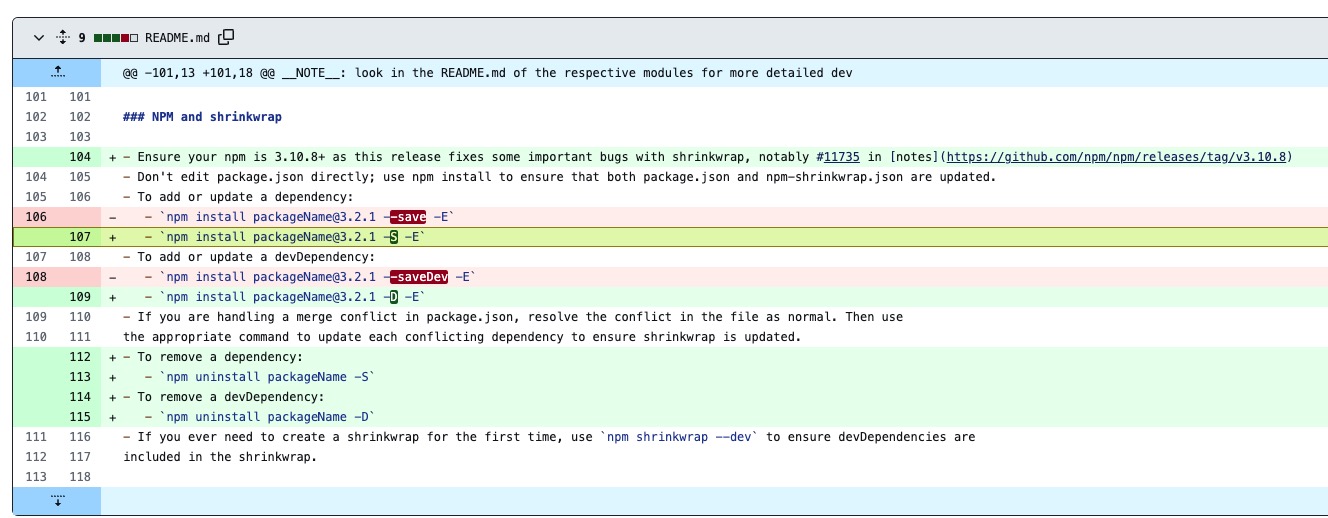 9 README.md
@@ -101,13 +101,18 @@ __NOTE__: look in the README.md of the respective modules for more detailed dev
101 101
102 102 ### NPM and shrinkwrap
103 103
104 + - Ensure your npm is 3.10.8+ as this release fixes some important bugs with shrinkwrap, notably #11735 in [notes](https://github.com/npm/npm/releases/tag/v3.10.8)
104 105 - Don't edit package.json directly; use npm install to ensure that both package.json and npm-shrinkwrap.json are updated.
105 106 - To add or update a dependency:
106 - - `npm install packageName@3.2.1 --save -E`
107 + - `npm install packageName@3.2.1 -S -E`
107 108 - To add or update a devDependency:
108 - - `npm install packageName@3.2.1 --saveDev -E`
109 + - `npm install packageName@3.2.1 -D -E`
109 110 - If you are handling a merge conflict in package.json, resolve the conflict in the file as normal. Then use
110 111 the appropriate command to update each conflicting dependency to ensure shrinkwrap is updated.
112 + - To remove a dependency:
113 + - `npm uninstall packageName -S`
114 + - To remove a devDependency:
115 + - `npm uninstall packageName -D`
111 116 - If you ever need to create a shrinkwrap for the first time, use `npm shrinkwrap --dev` to ensure devDependencies are
112 117 included in the shrinkwrap.
113 118